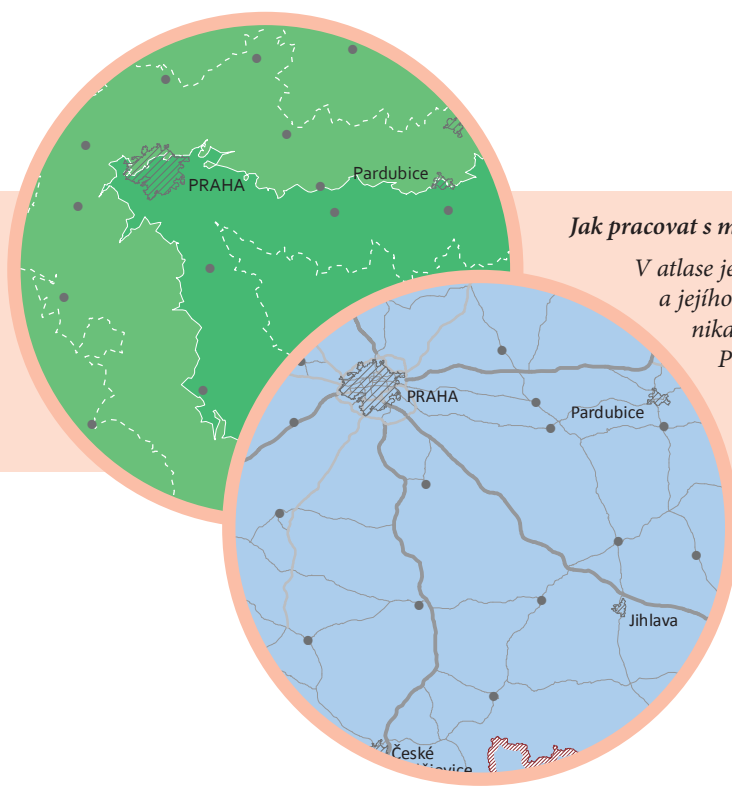 Pardubice
PRAHA
Jak pracovat s m
V atlase je
a jejího
nika
P
PRAHA
Pardubice
Jihlava
České